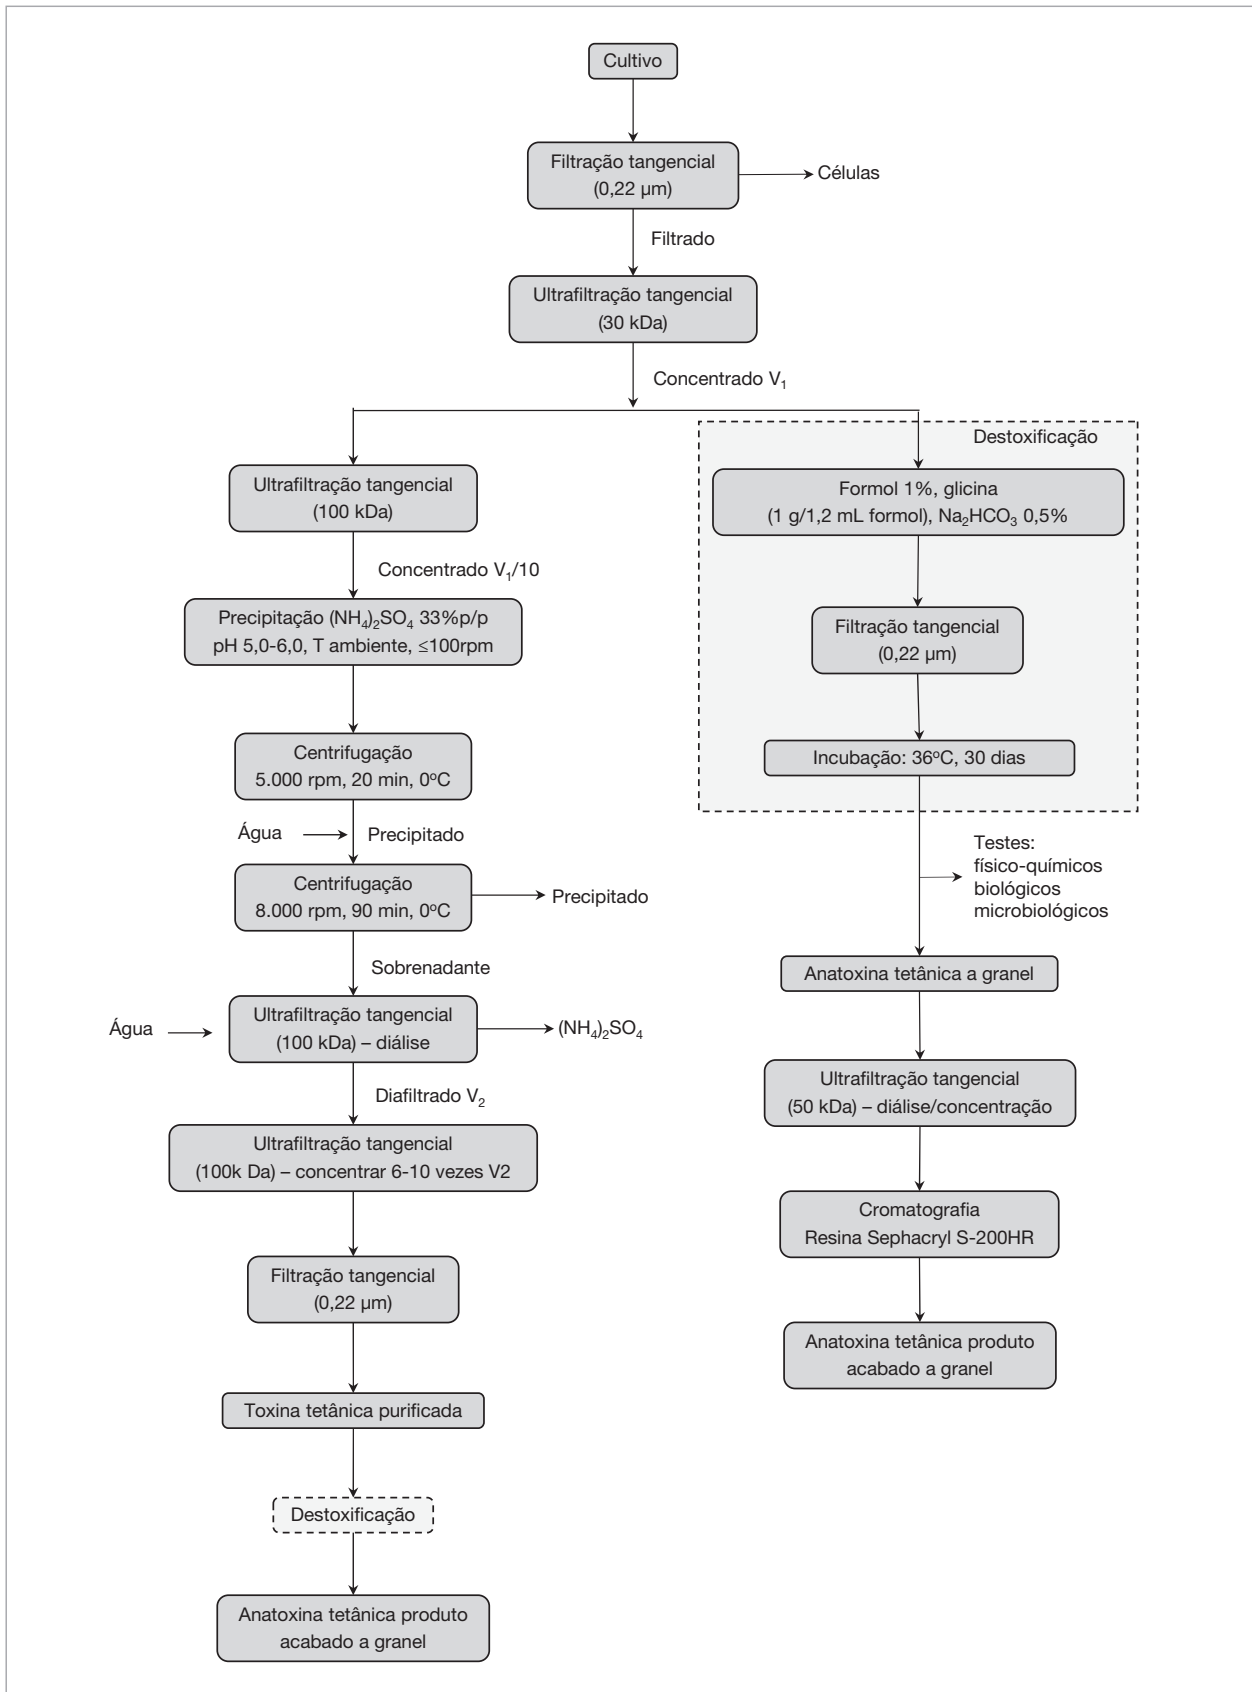 Cultivo
Filtração tangencial
(0,22 µm)
Células
Filtrado
Ultrafiltração tangencial
(30 kDa)
Concentrado V₁
Ultrafiltração tangencial
(100 kDa)
Concentrado V₁/10
Precipitação (NH₄)₂SO₄ 33%p/p
pH 5,0-6,0, T ambiente, ≤100rpm
Centrifugação
5.000 rpm, 20 min, 0ºC
Água
Precipitado
Centrifugação
8.000 rpm, 90 min, 0ºC
Precipitado
Sobrenadante
Água
Ultrafiltração tangencial
(100 kDa) – diálise
(NH₄)₂SO₄
Diafiltrado V₂
Ultrafiltração tangencial
(100k Da) – concentrar 6-10 vezes V2
Filtração tangencial
(0,22 µm)
Toxina tetânica purificada
Destoxificação
Anatoxina tetânica produto
acabado a granel
Destoxificação
Formol 1%, glicina
(1 g/1,2 mL formol), Na₂HCO₃ 0,5%
Filtração tangencial
(0,22 µm)
Incubação: 36ºC, 30 dias
Testes:
físico-químicos
biológicos
microbiológicos
Anatoxina tetânica a granel
Ultrafiltração tangencial
(50 kDa) – diálise/concentração
Cromatografia
Resina Sephacryl S-200HR
Anatoxina tetânica produto
acabado a granel